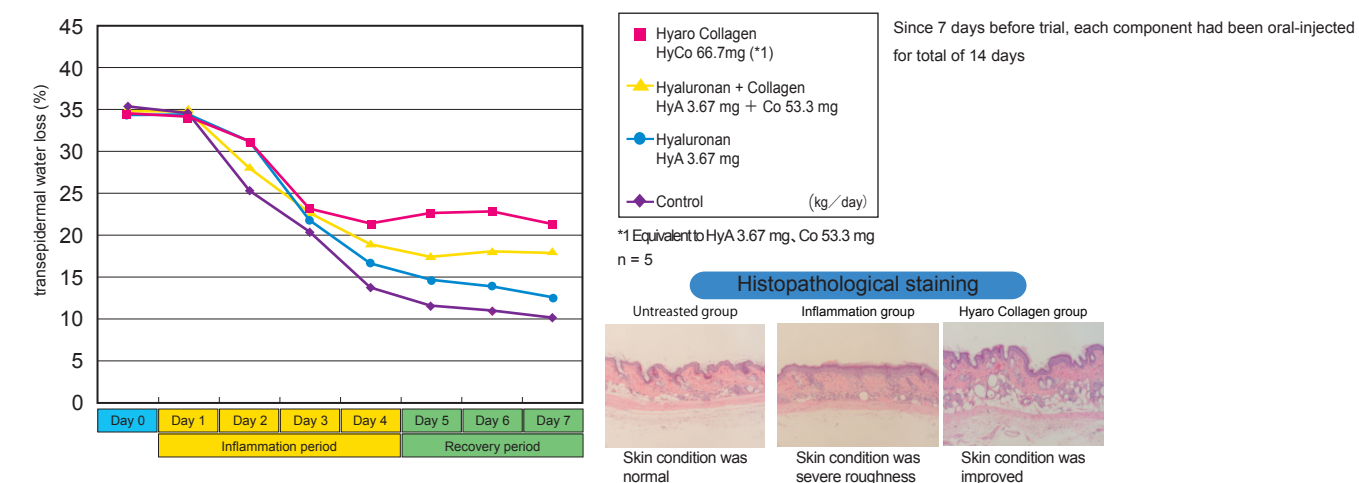 transepidermal water loss (%)
45
40
35
30
25
20
15
10
5
0
Day 0 Day 1 Day 2 Day 3 Day 4 Day 5 Day 6 Day 7
Inflammation period Recovery period
Hyaro Collagen
HyCo 66.7mg (*1)
Hyaluronan + Collagen
HyA 3.67 mg + Co 53.3 mg
Hyaluronan
HyA 3.67 mg
Control (kg/day)
*1 Equivalent to HyA 3.67 mg、Co 53.3 mg
n = 5
Since 7 days before trial, each component had been oral-injected
for total of 14 days
Histopathological staining
Untreasted group Inflammation group Hyaro Collagen group
Skin condition was Skin condition was Skin condition was
normal severe roughness improved